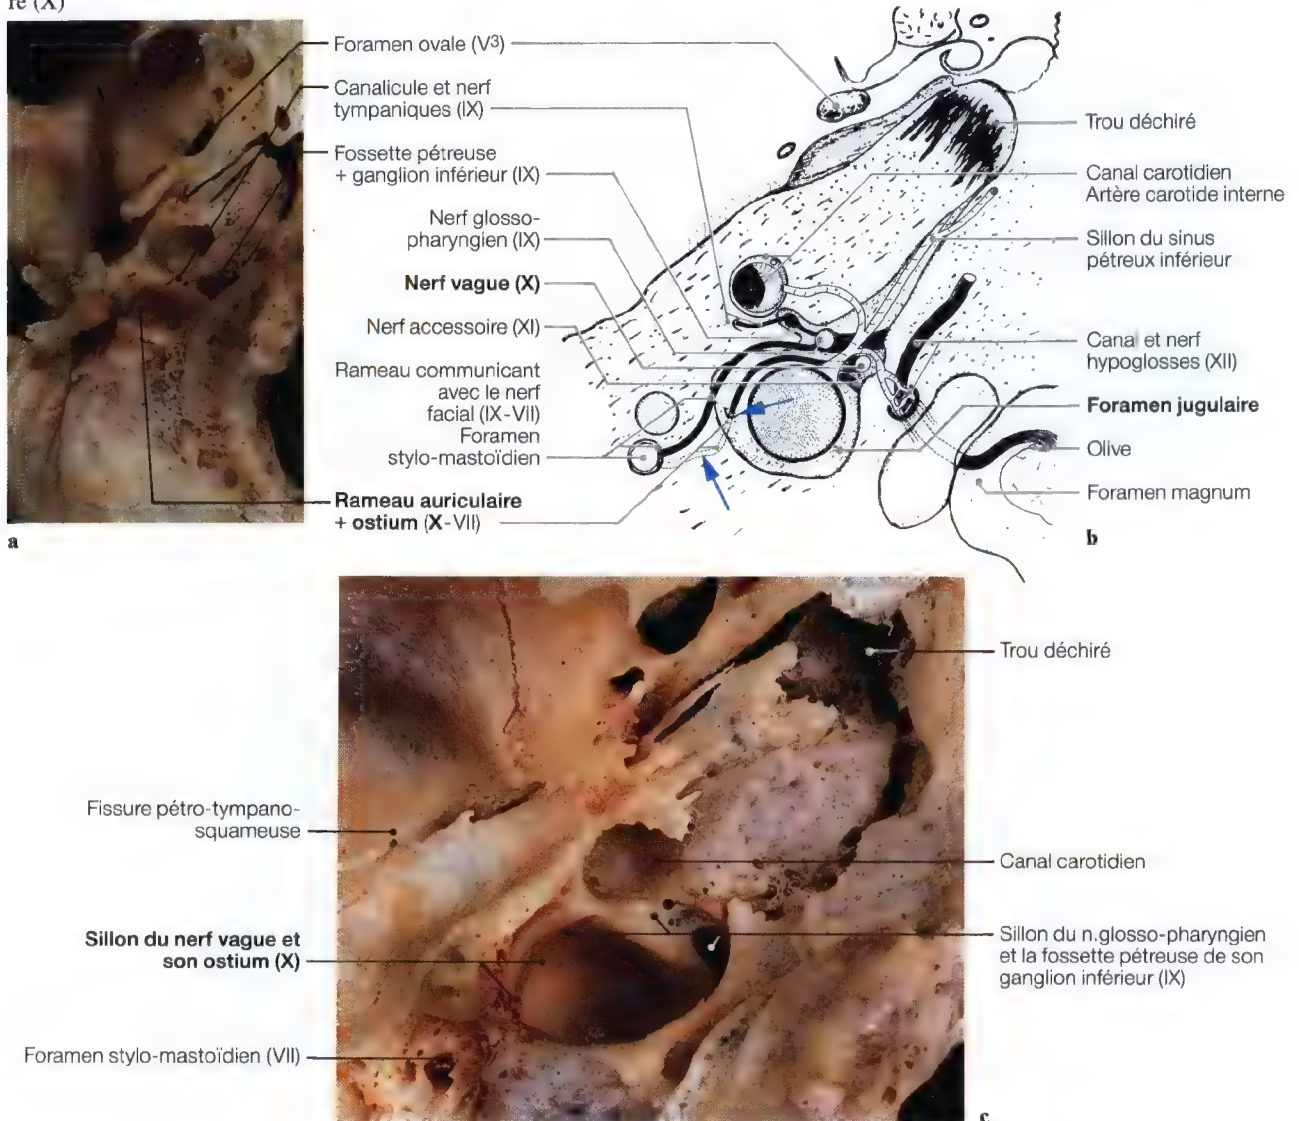 re (X)
Foramen ovale (V3)
Canalicule et nerf
tympaniques (IX)
Fossette pétreuse
+ ganglion inférieur (IX)
Nerf glosso-
pharyngien (IX)
Nerf vague (X)
Nerf accessoire (XI)
Rameau communicant
avec le nerf
facial (IX-VII)
Foramen
stylo-mastoïdien
Rameau auriculaire
+ ostium (X-VII)
a
Trou déchiré
Canal carotidien
Artère carotide interne
Sillon du sinus
pétreux inférieur
Canal et nerf
hypoglosses (XII)
Foramen jugulaire
Olive
Foramen magnum
b
Fissure pétro-tympano-
squameuse
Sillon du nerf vague et
son ostium (X)
Foramen stylo-mastoïdien (VII)
Trou déchiré
Canal carotidien
Sillon du n.glosso-pharyngien
et la fossette pétreuse de son
ganglion inférieur (IX)
c